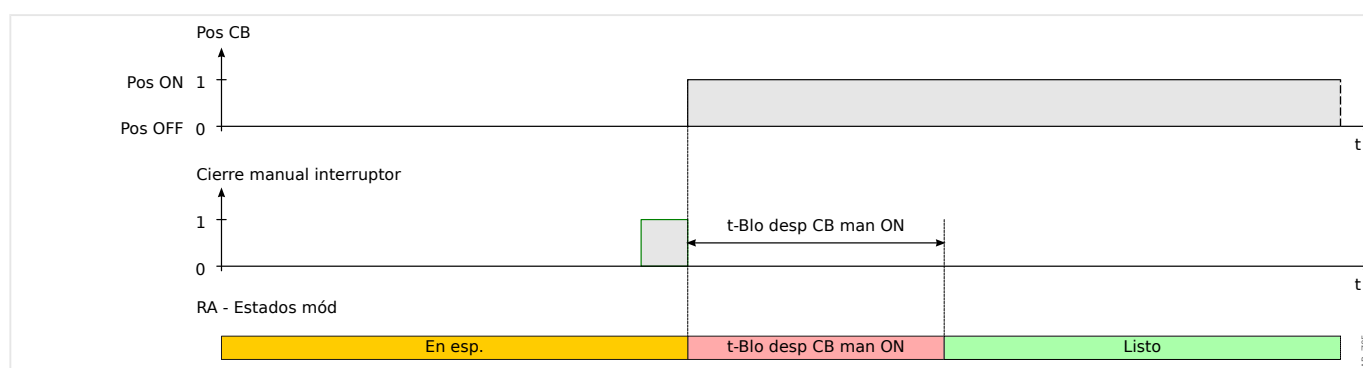 Pos CB
Pos ON 1
Pos OFF 0
t
Cierre manual interruptor
1
t-Blo desp CB man ON
0
t
RA - Estados mód
En esp. t-Blo desp CB man ON Listo